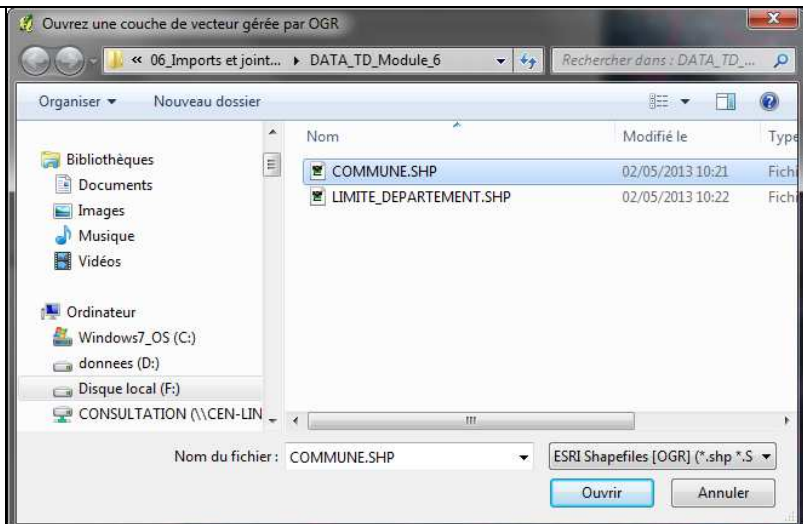 Ouvrez une couche de vecteur gérée par OGR
« 06_Imports et joint... ▸ DATA_TD_Module_6
Rechercher dans : DATA_TD_...
Organiser Nouveau dossier
Nom Modifié le Type
Bibliothèques
Documents
Images
Musique
Vidéos
Ordinateur
Windows7_OS (C:)
donnees (D:)
Disque local (F:)
CONSULTATION (\\CEN-LIN
COMMUNE.SHP 02/05/2013 10:21 Fichi
LIMITE_DEPARTEMENT.SHP 02/05/2013 10:22 Fichi
Nom du fichier : COMMUNE.SHP
ESRI Shapefiles [OGR] (*.shp *.S
Ouvrir Annuler